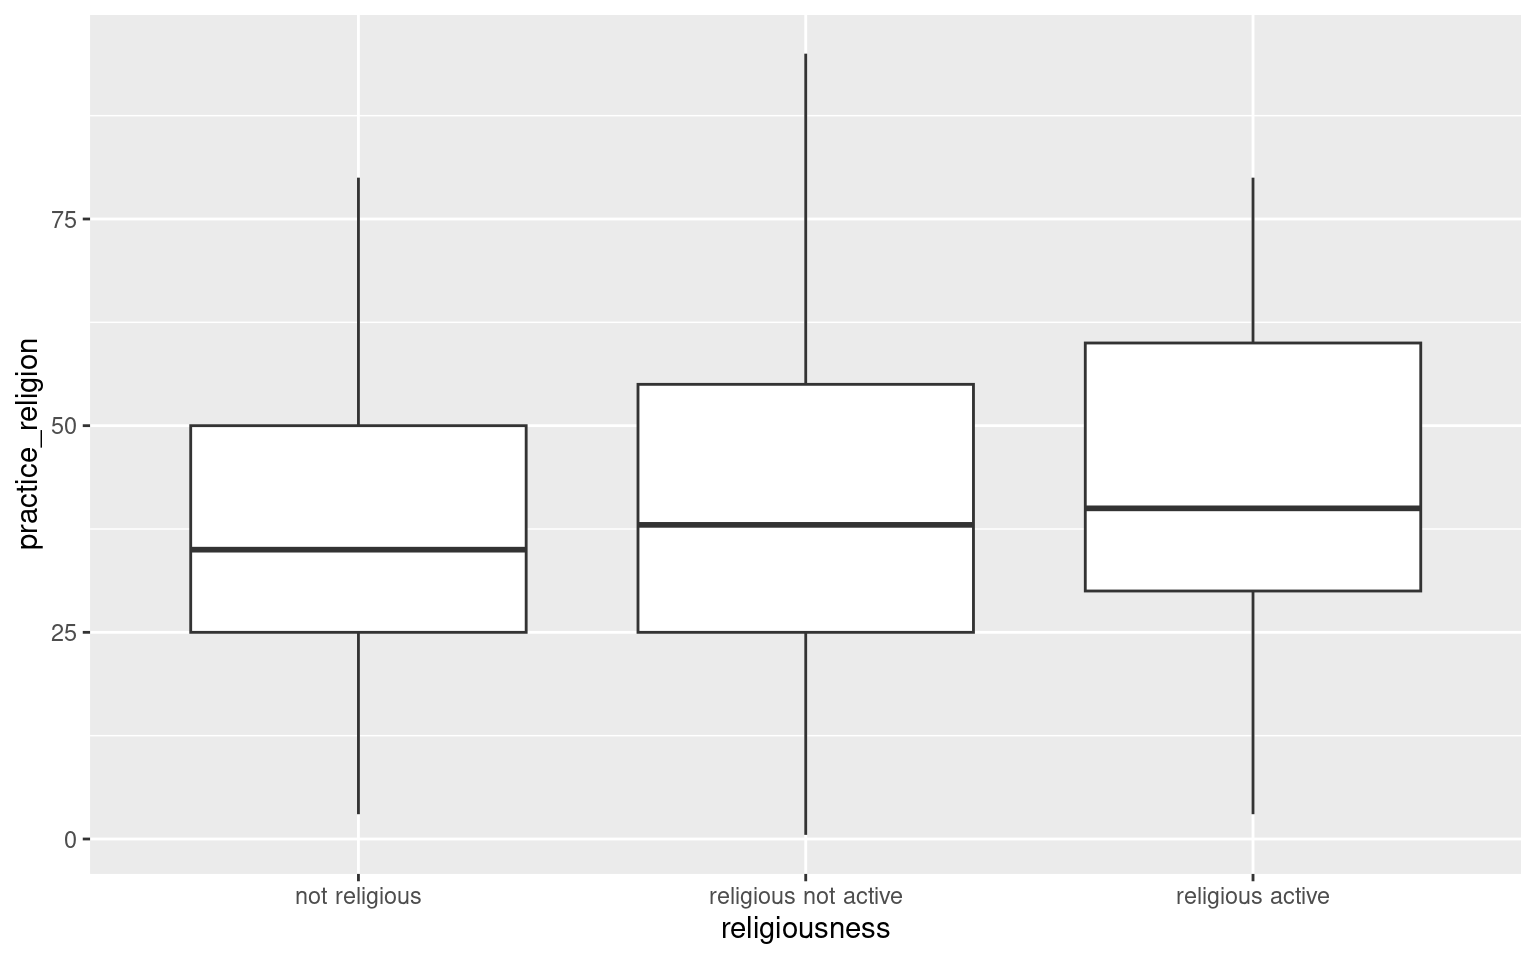 practice_religion
75
50
25
0
not religious
religious not active
religious active
religiousness